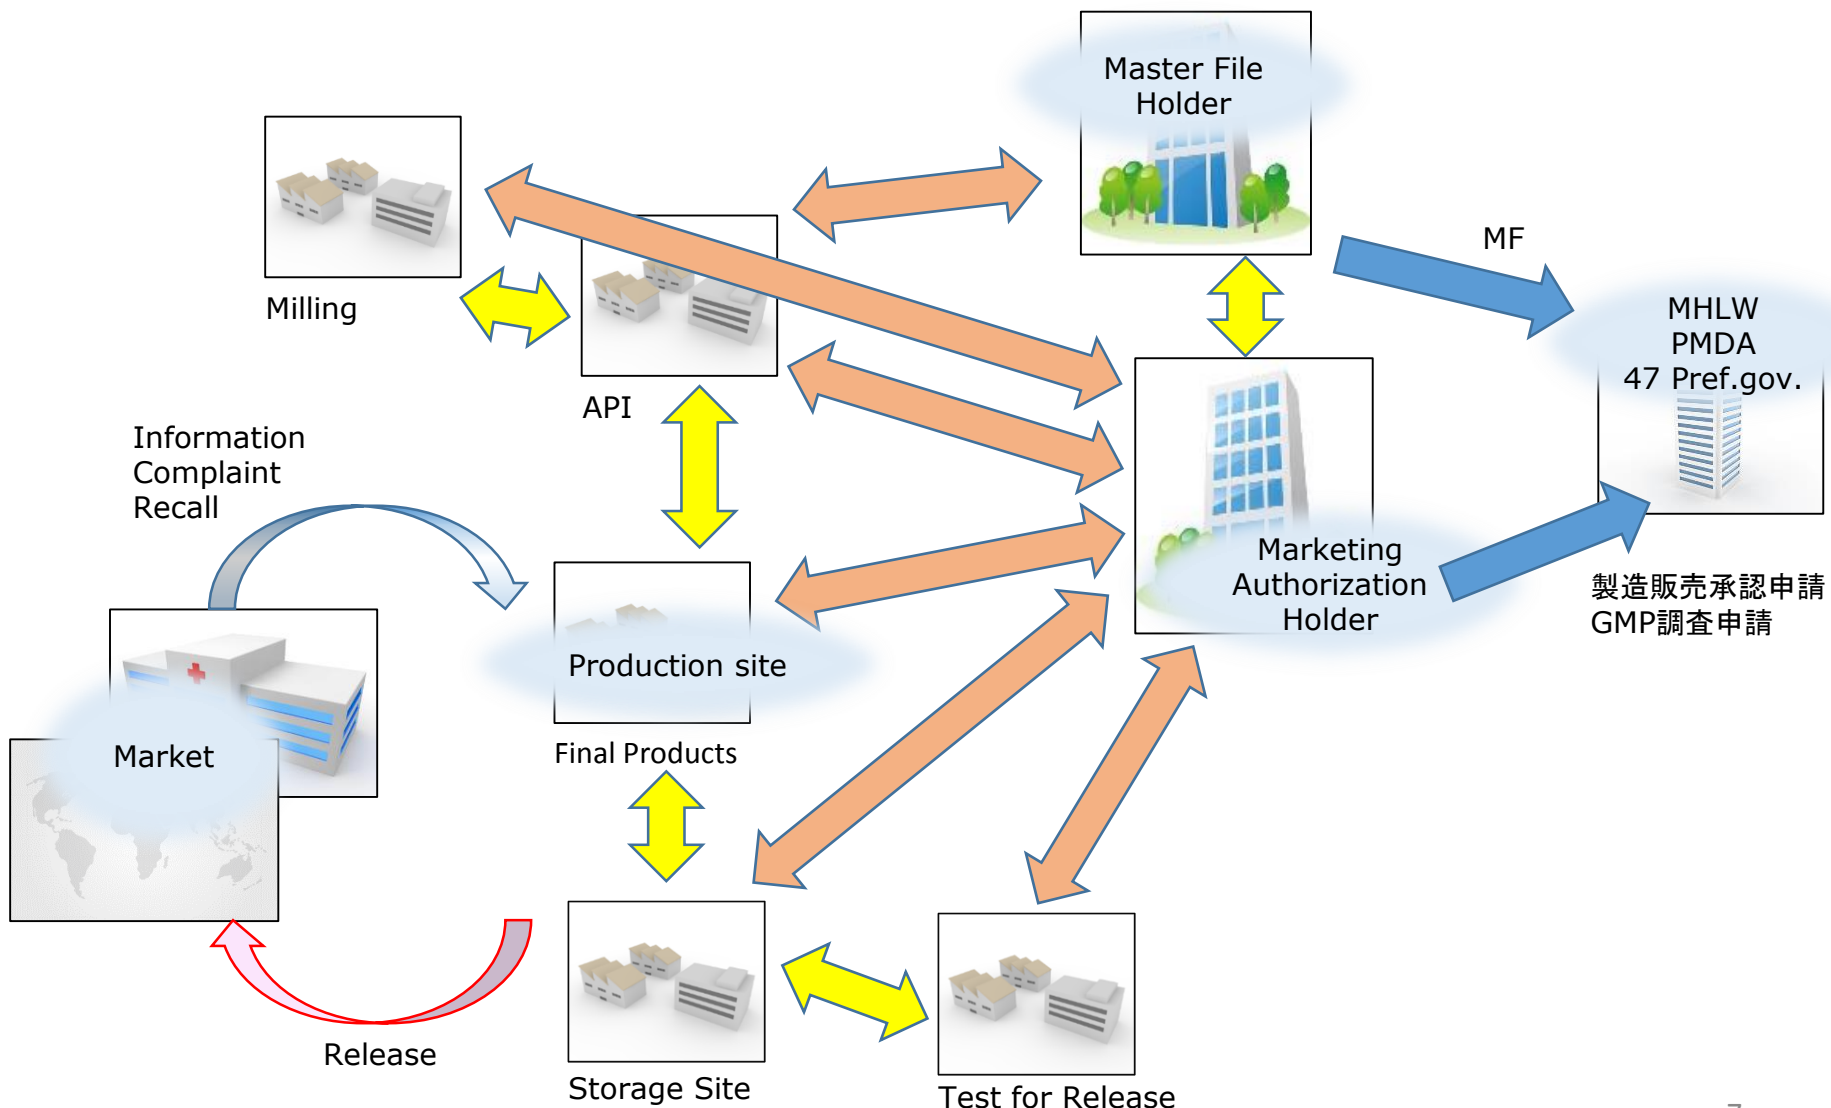 Master File
Holder
Milling
MF
MHLW
PMDA
47 Pref.gov.
API
Information
Complaint
Recall
Marketing
Authorization
Holder
製造販売承認申請
GMP調査申請
Production site
Final Products
Market
Release
Storage Site
Test for Release